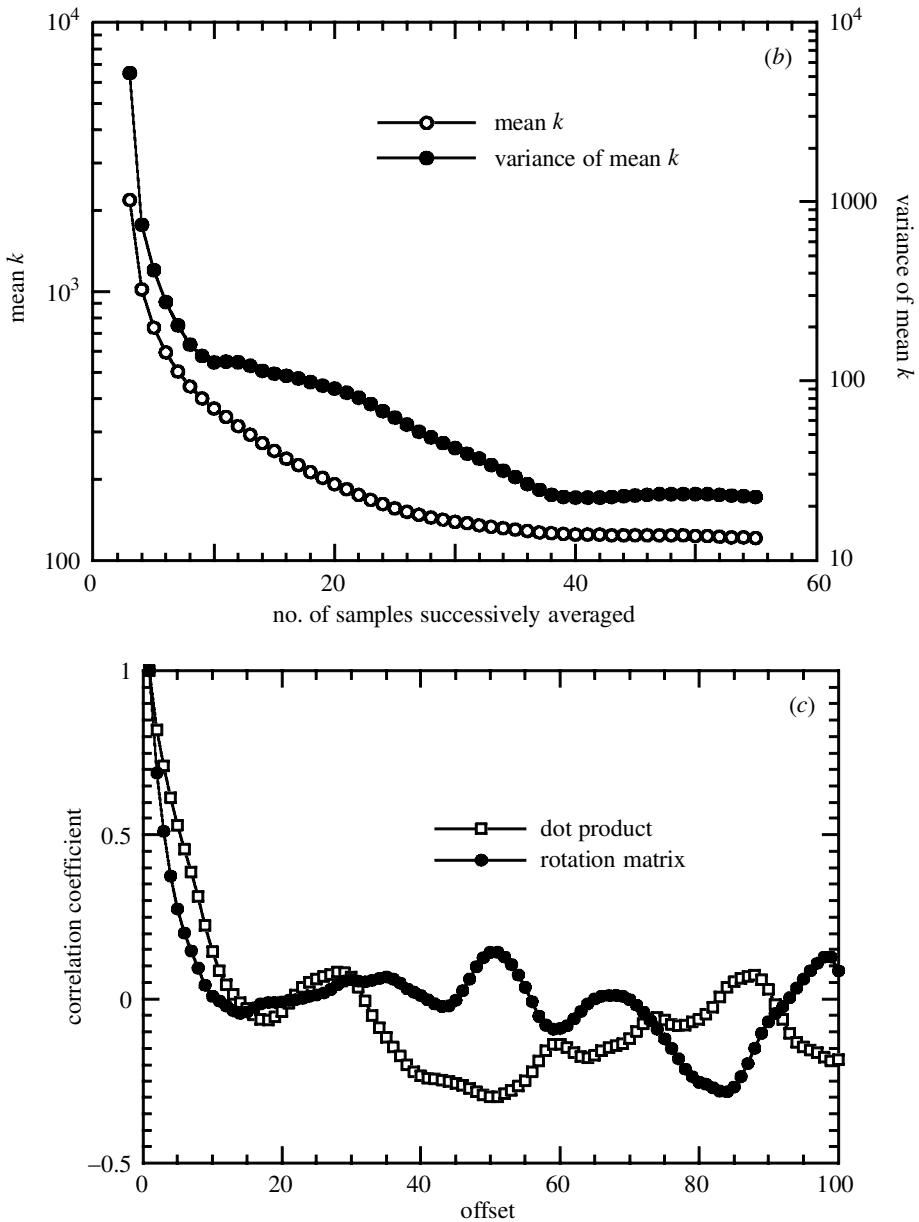 10^4
10^4
(b)
mean k
variance of mean k
1000
mean k
variance of mean k
10^3
100
100
10
0
20
40
60
no. of samples successively averaged
1
(c)
correlation coefficient
dot product
0.5
rotation matrix
0
–0.5
0
20
40
60
80
100
offset